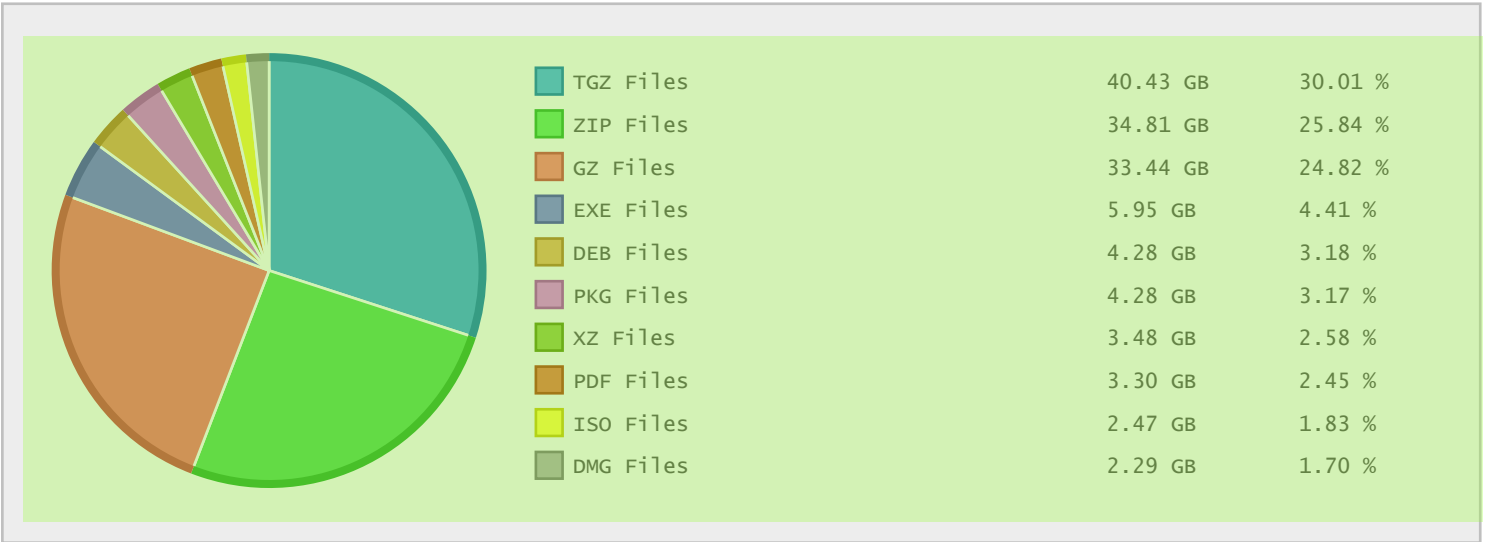 TGZ Files 40.43 GB 30.01 %
ZIP Files 34.81 GB 25.84 %
GZ Files 33.44 GB 24.82 %
EXE Files 5.95 GB 4.41 %
DEB Files 4.28 GB 3.18 %
PKG Files 4.28 GB 3.17 %
XZ Files 3.48 GB 2.58 %
PDF Files 3.30 GB 2.45 %
ISO Files 2.47 GB 1.83 %
DMG Files 2.29 GB 1.70 %